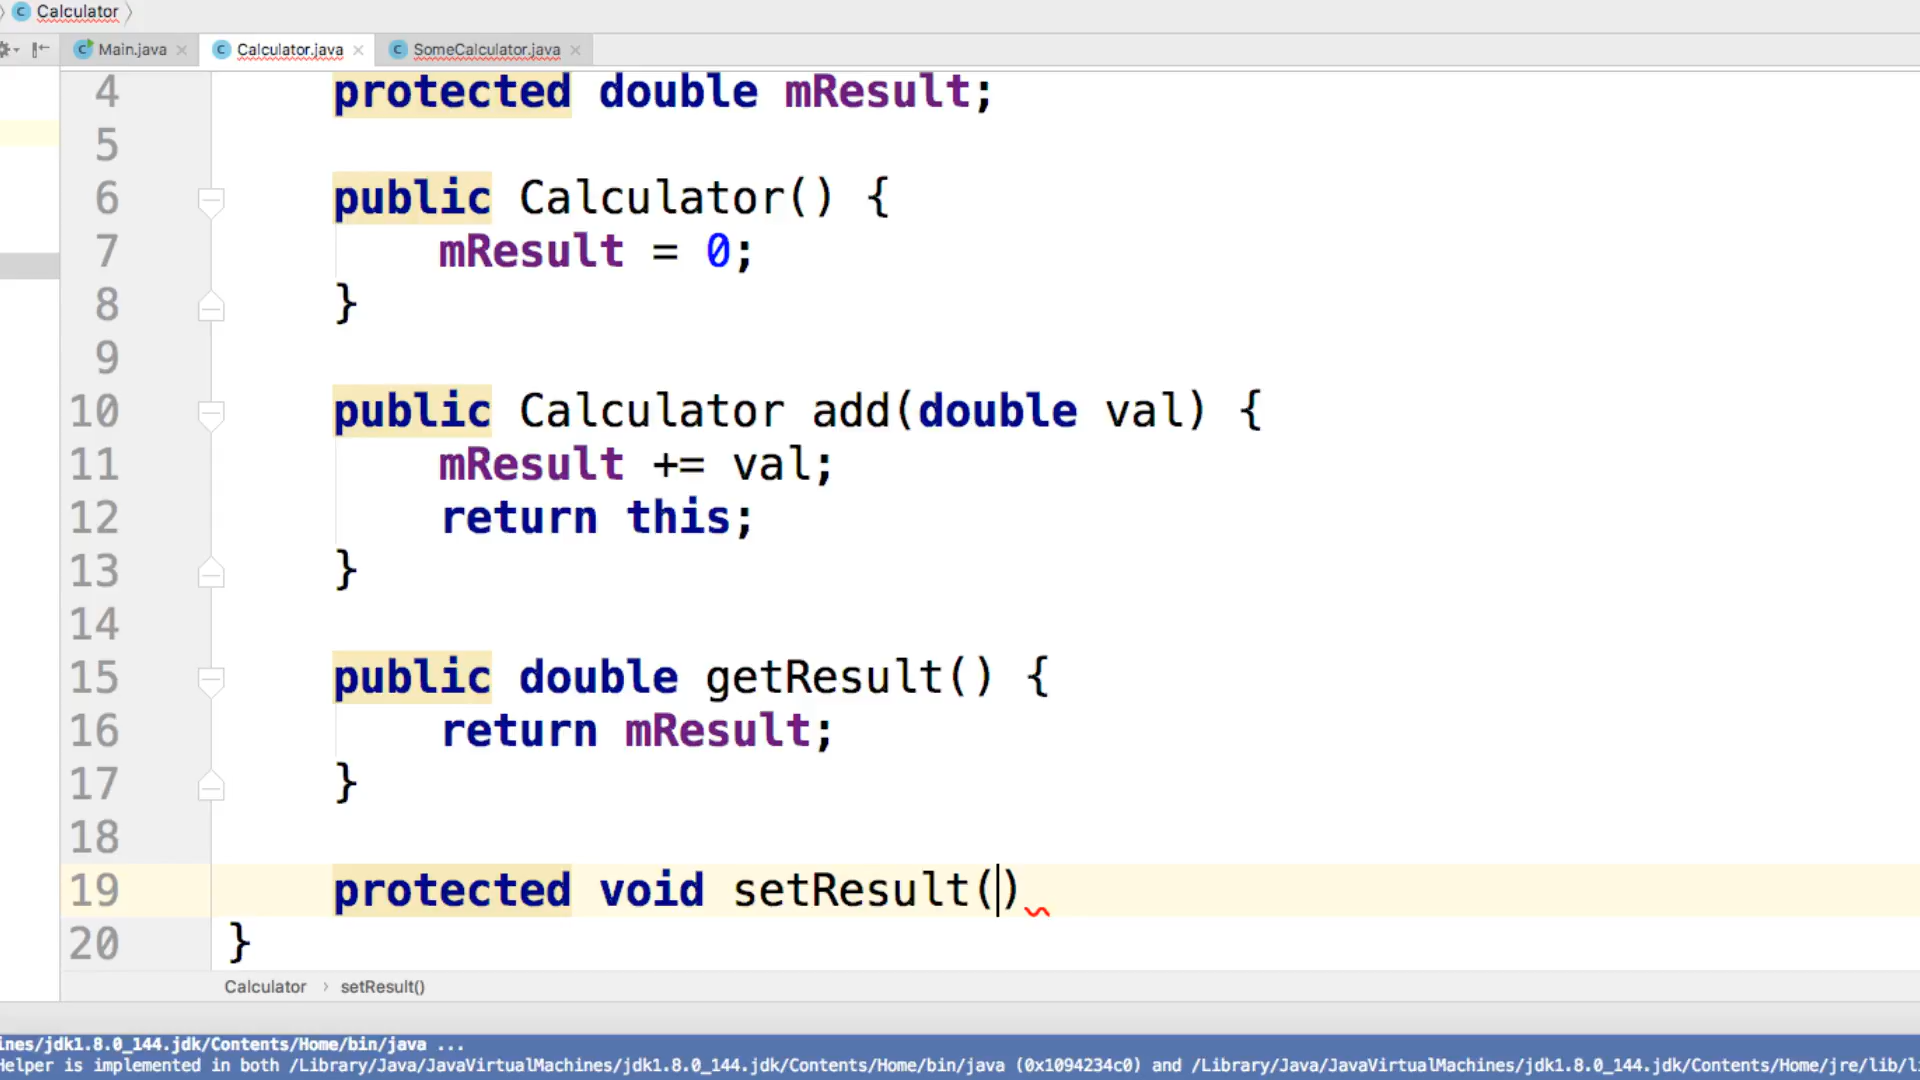 Calculator
Main.java
Calculator.java
SomeCalculator.java
4 protected double mResult;
5
6 public Calculator() {
7 mResult = 0;
8 }
9
10 public Calculator add(double val) {
11 mResult += val;
12 return this;
13 }
14
15 public double getResult() {
16 return mResult;
17 }
18
19 protected void setResult()
20 }
Calculator › setResult()
ines/jdk1.8.0_144.jdk/Contents/Home/bin/java ...
Helper is implemented in both /Library/Java/JavaVirtualMachines/jdk1.8.0_144.jdk/Contents/Home/bin/java (0x1094234c0) and /Library/Java/JavaVirtualMachines/jdk1.8.0_144.jdk/Contents/Home/jre/lib/l